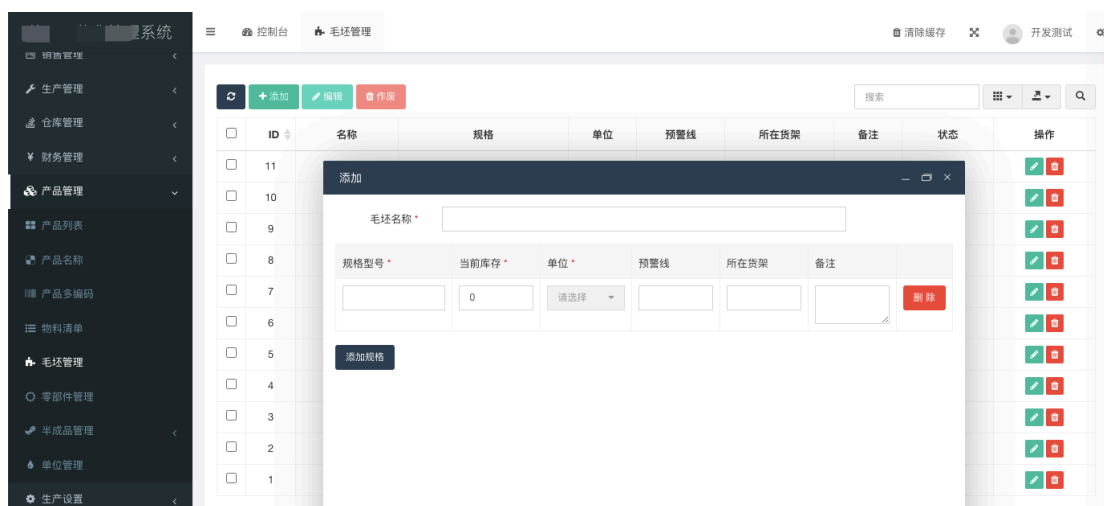 系统
控制台
毛坯管理
清除缓存
开发测试
销售管理
生产管理
仓库管理
财务管理
产品管理
产品列表
产品名称
产品多编码
物料清单
毛坯管理
零部件管理
半成品管理
单位管理
生产设置
添加 编辑 作废
搜索
ID 名称 规格 单位 预警线 所在货架 备注 状态 操作
11
10
9
8
7
6
5
4
3
2
1
添加
毛坯名称 *
规格型号 * 当前库存 * 单位 * 预警线 所在货架 备注
0 请选择 删 除
添加规格